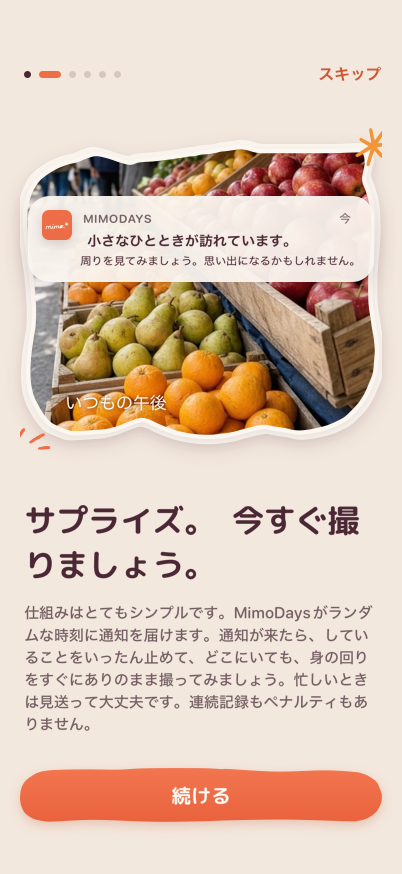 スキップ
mimo
MIMODAYS 今
小さなひとときが訪れています。
周りを見てみましょう。思い出になるかもしれません。
いつもの午後
サプライズ。 今すぐ撮
りましょう。
仕組みはとてもシンプルです。MimoDaysがランダ
ムな時刻に通知を届けます。通知が来たら、してい
ることをいったん止めて、どこにいても、身の回り
をすぐにありのまま撮ってみましょう。忙しいとき
は見送って大丈夫です。連続記録もペナルティもあ
りません。
続ける